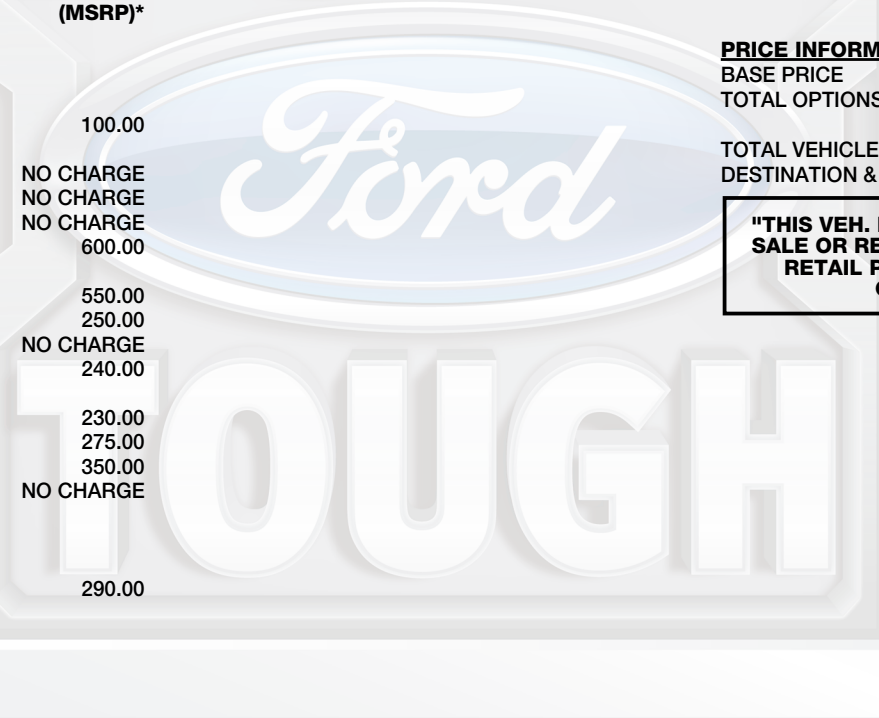 (MSRP)*
100.00
NO CHARGE
NO CHARGE
NO CHARGE
600.00
550.00
250.00
NO CHARGE
240.00
230.00
275.00
350.00
NO CHARGE
290.00
Ford
TOUGH
PRICE INFORM
BASE PRICE
TOTAL OPTIONS
TOTAL VEHICLE
DESTINATION &
"THIS VEH.
SALE OR RE
RETAIL P